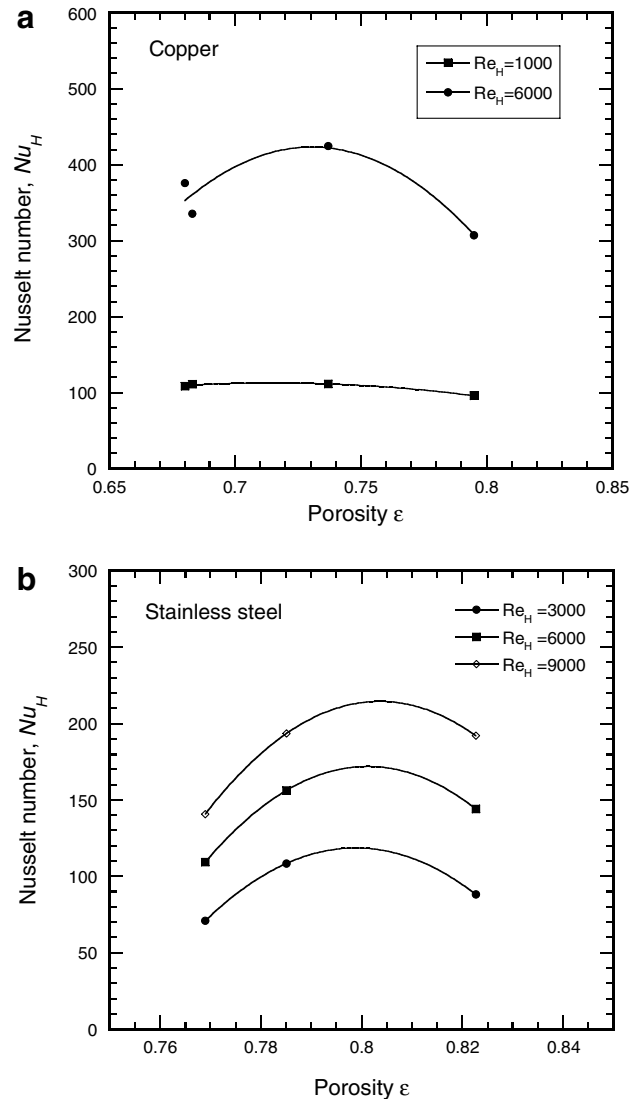 a
600
500
400
300
200
100
0
Nusselt number, Nu_H
Copper
Re_H=1000
Re_H=6000
0.65 0.7 0.75 0.8 0.85
Porosity ε
b
300
250
200
150
100
50
0
Nusselt number, Nu_H
Stainless steel
Re_H =3000
Re_H =6000
Re_H =9000
0.76 0.78 0.8 0.82 0.84
Porosity ε